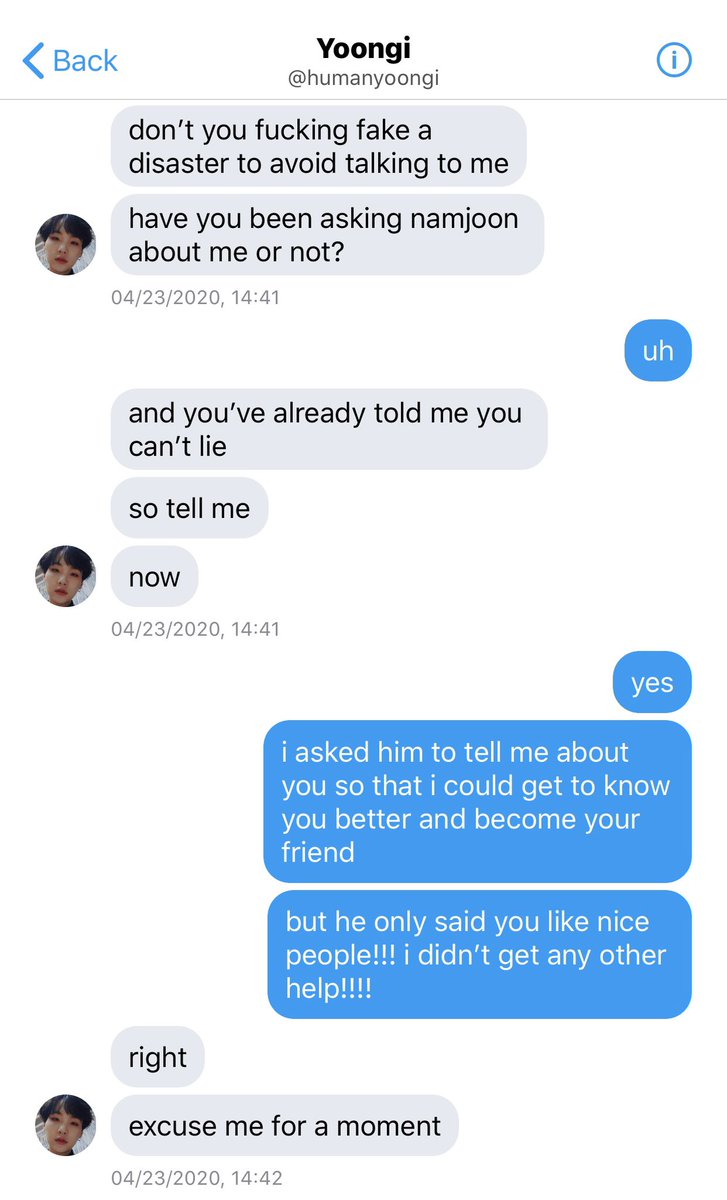 Back
Yoongi
@humanyoongi
don’t you fucking fake a
disaster to avoid talking to me
have you been asking namjoon
about me or not?
04/23/2020, 14:41
uh
and you’ve already told me you
can’t lie
so tell me
now
04/23/2020, 14:41
yes
i asked him to tell me about
you so that i could get to know
you better and become your
friend
but he only said you like nice
people!!! i didn’t get any other
help!!!!
right
excuse me for a moment
04/23/2020, 14:42